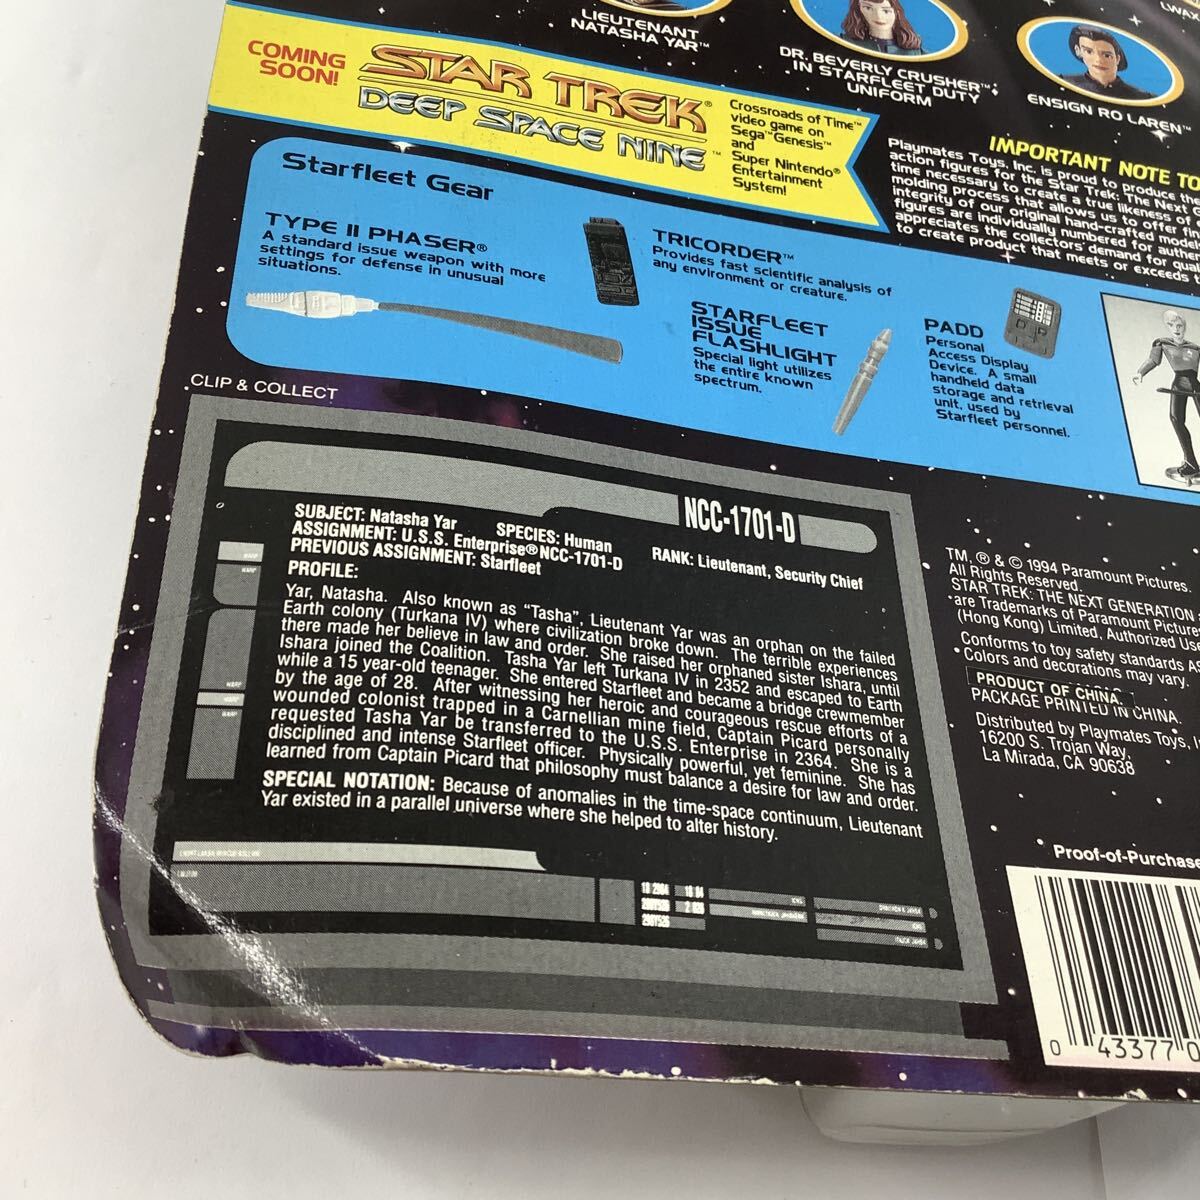 LIEUTENANT
NATASHA YAR™
DR. BEVERLY CRUSHER™
IN STARFLEET DUTY
UNIFORM
ENSIGN RO LAREN™
COMING
SOON!
STAR TREK®
DEEP SPACE NINE™
Crossroads of Time™
video game on
Sega™ Genesis™
and
Super Nintendo®
Entertainment
System!
IMPORTANT NOTE TO
Playmates Toys, Inc. is proud to produce the
action figures for the Star Trek: The Next
time necessary to create a true likeness of
molding process that allows us to offer
integrity of our original hand-crafted
figures are individually numbered for
appreciates the collectors' demand for
to create product that meets or exceeds
Starfleet Gear
TYPE II PHASER®
A standard issue weapon with more
settings for defense in unusual
situations.
TRICORDER™
Provides fast scientific analysis of
any environment or creature.
STARFLEET
ISSUE
FLASHLIGHT
Special light utilizes
the entire known
spectrum.
PADD
Personal
Access Display
Device. A small
handheld data
storage and retrieval
unit, used by
Starfleet personnel.
CLIP & COLLECT
NCC-1701-D
SUBJECT: Natasha Yar SPECIES: Human RANK: Lieutenant, Security Chief
ASSIGNMENT: U.S.S. Enterprise® NCC-1701-D
PREVIOUS ASSIGNMENT: Starfleet
PROFILE:
Yar, Natasha. Also known as "Tasha", Lieutenant Yar was an orphan on the failed
Earth colony (Turkana IV) where civilization broke down. The terrible experiences
there made her believe in law and order. She raised her orphaned sister Ishara, until
Ishara joined the Coalition. Tasha Yar left Turkana IV in 2352 and escaped to Earth
while a 15 year-old teenager. She entered Starfleet and became a bridge crewmember
by the age of 28. After witnessing her heroic and courageous rescue efforts of a
wounded colonist trapped in a Carnellian mine field, Captain Picard personally
requested Tasha Yar be transferred to the U.S.S. Enterprise in 2364. She is a
disciplined and intense Starfleet officer. Physically powerful, yet feminine. She has
learned from Captain Picard that philosophy must balance a desire for law and order.
SPECIAL NOTATION: Because of anomalies in the time-space continuum, Lieutenant
Yar existed in a parallel universe where she helped to alter history.
TM, ® & © 1994 Paramount Pictures.
All Rights Reserved.
STAR TREK: THE NEXT GENERATION
are Trademarks of Paramount Pictures
(Hong Kong) Limited, Authorized
Conforms to toy safety standards
Colors and decorations may vary.
PRODUCT OF CHINA.
PACKAGE PRINTED IN CHINA.
Distributed by Playmates Toys,
16200 S. Trojan Way,
La Mirada, CA 90638
Proof-of-Purchase
0 43377 0